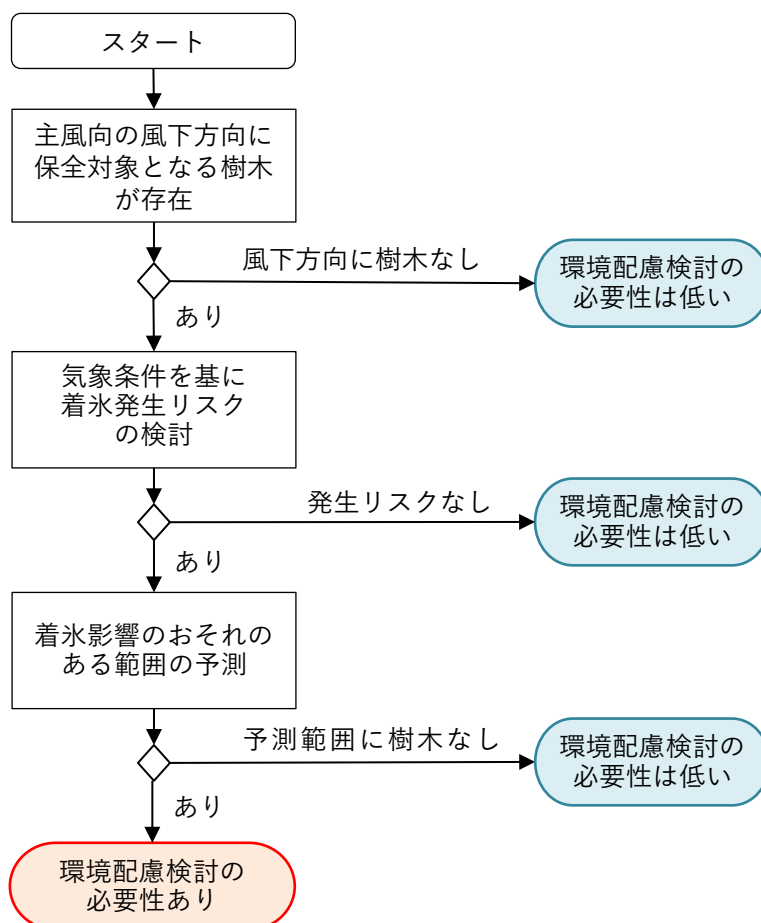 スタート
主風向の風下方向に
保全対象となる樹木
が存在
風下方向に樹木なし
環境配慮検討の
必要性は低い
あり
気象条件を基に
着氷発生リスク
の検討
発生リスクなし
環境配慮検討の
必要性は低い
あり
着氷影響のおそれの
ある範囲の予測
予測範囲に樹木なし
環境配慮検討の
必要性は低い
あり
環境配慮検討の
必要性あり